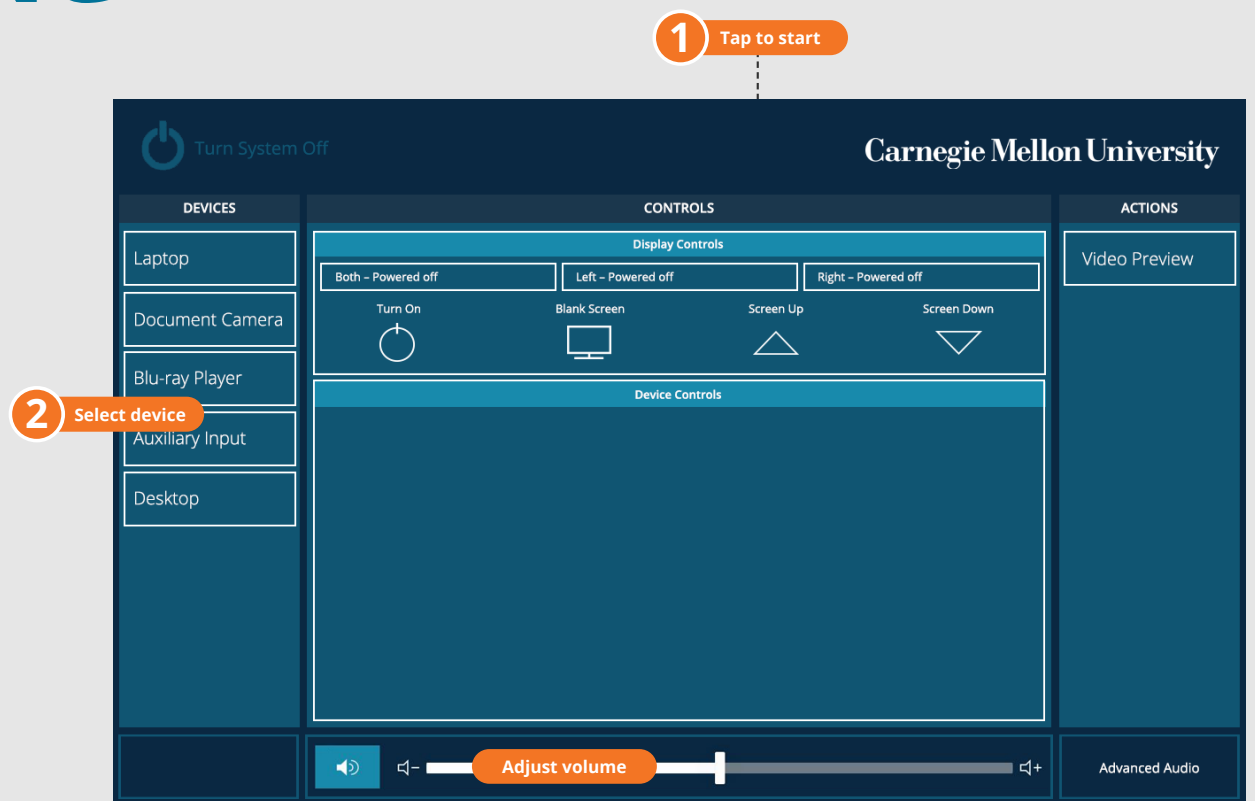 1 Tap to start
Turn System Off
Carnegie Mellon University
DEVICES
CONTROLS
ACTIONS
Laptop
Document Camera
Blu-ray Player
2 Select device
Auxiliary Input
Desktop
Display Controls
Both – Powered off
Left – Powered off
Right – Powered off
Turn On
Blank Screen
Screen Up
Screen Down
Device Controls
Video Preview
Adjust volume
Advanced Audio